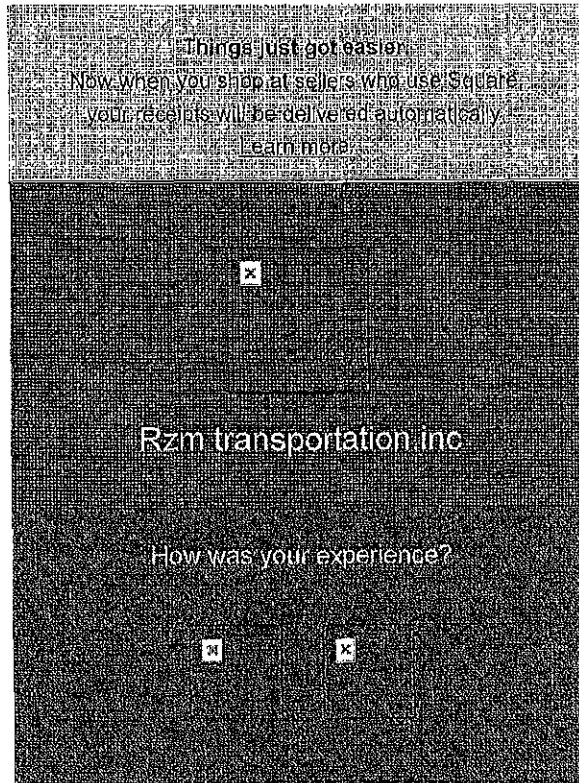 Things just got easier.
Now when you shop at sellers who use Square,
your receipts will be delivered automatically.
Learn more
Rzm transportation inc
How was your experience?